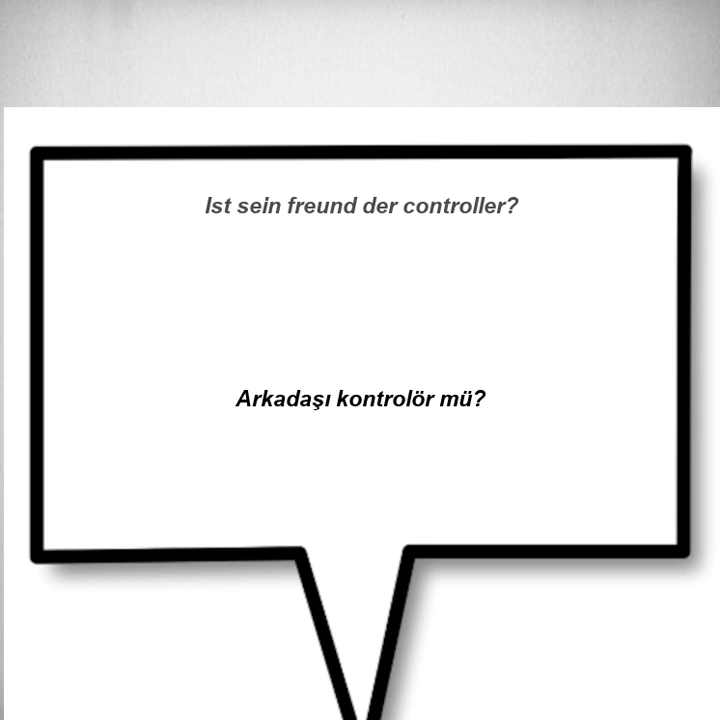 Ist sein freund der controller?
Arkadaşı kontrolör mü?